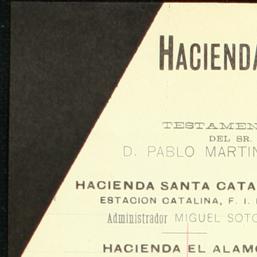 HACIENDA
TESTAMEN
DEL SR.
D. PABLO MARTIN
HACIENDA SANTA CATA
ESTACION CATALINA, F. I.
Administrador MIGUEL SOTO
HACIENDA EL ALAMO